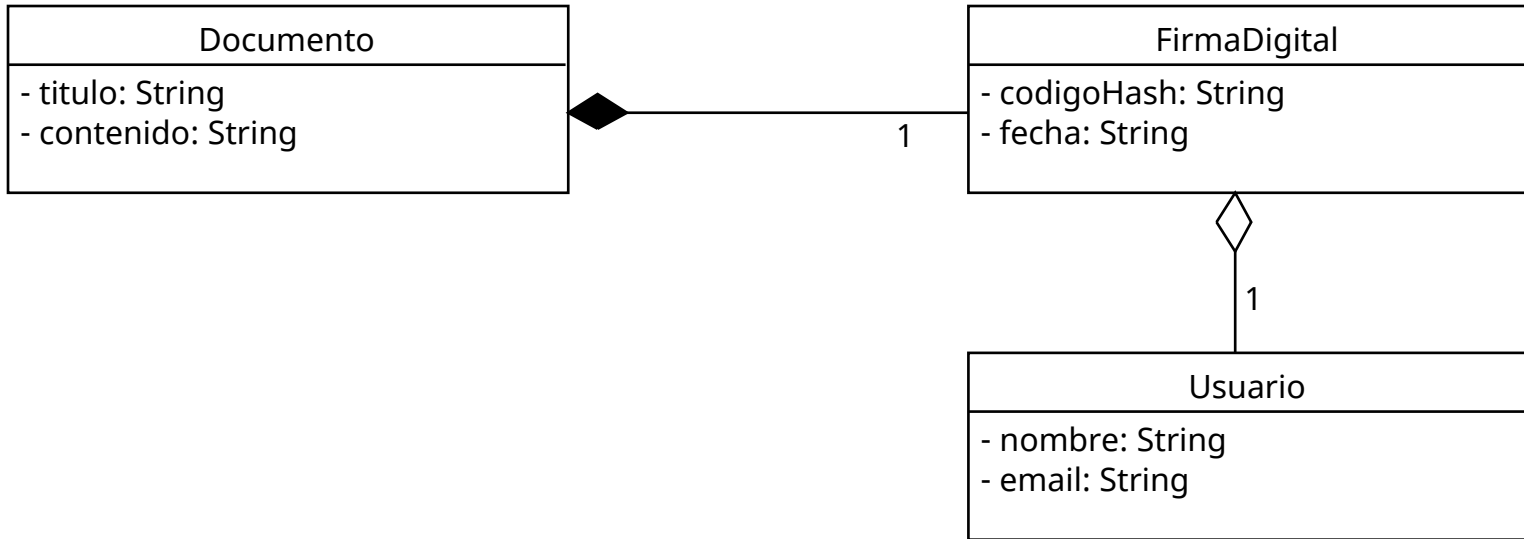 Documento
- titulo: String
- contenido: String
1
FirmaDigital
- codigoHash: String
- fecha: String
1
Usuario
- nombre: String
- email: String